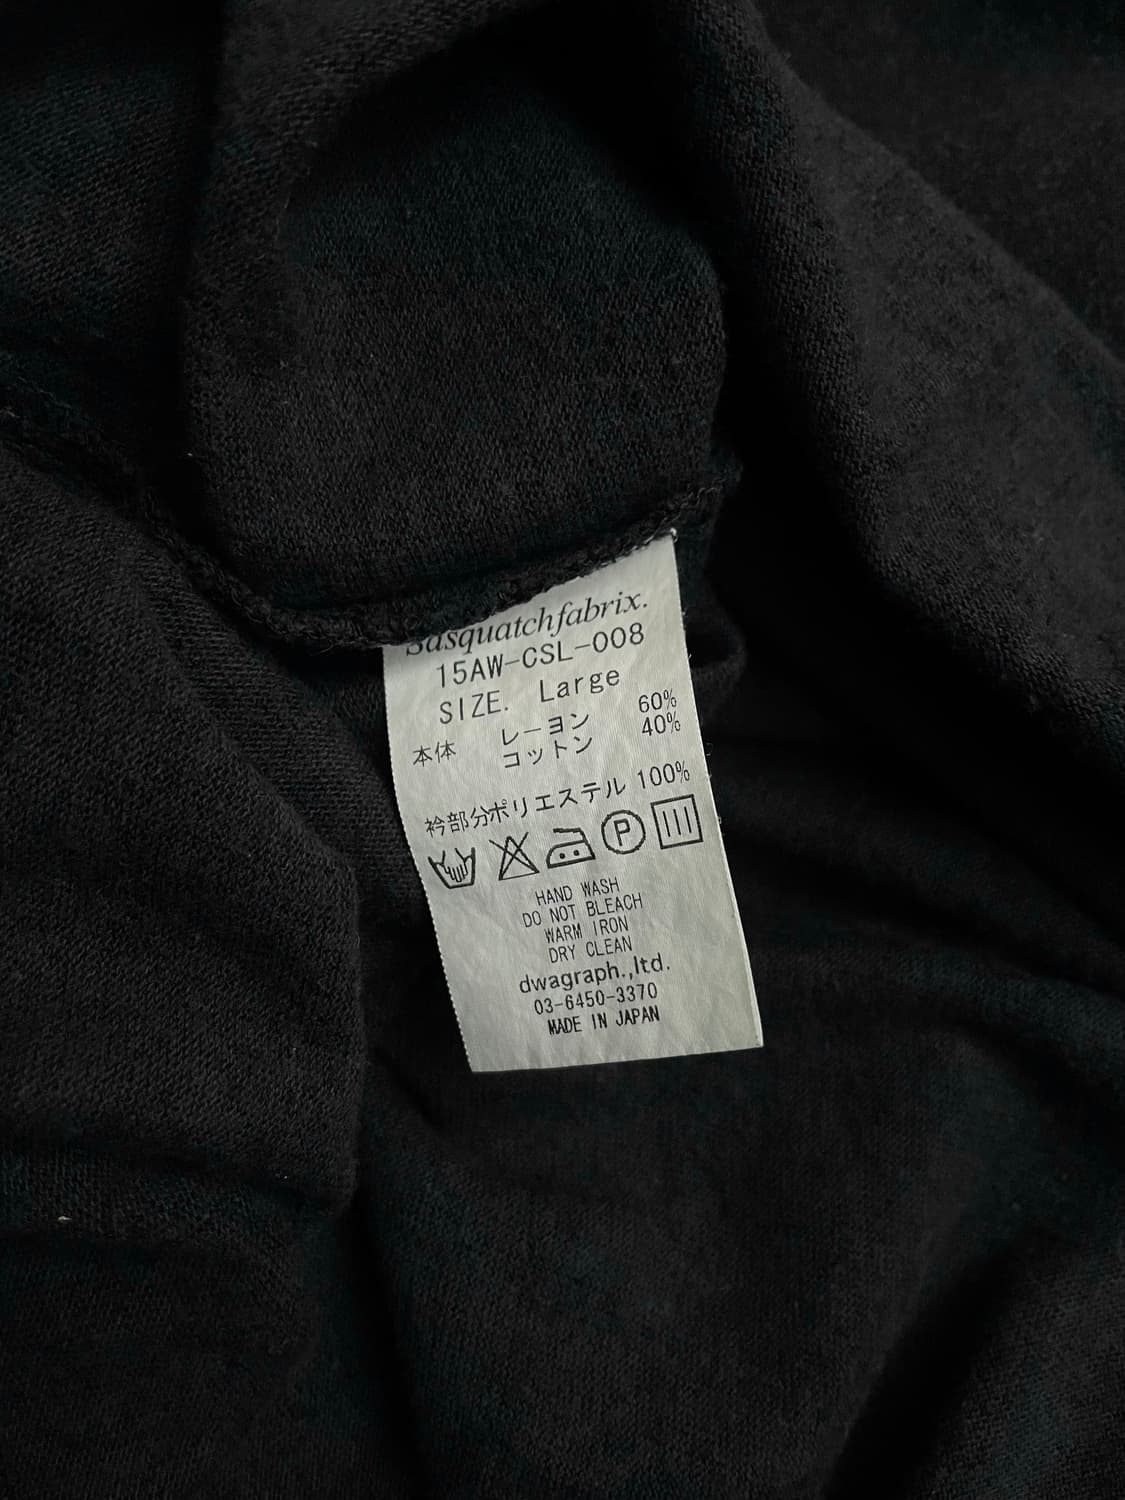 Sasquatchfabrix.
15AW-CSL-008
SIZE. Large
本体 レーヨン 60%
コットン 40%
衿部分ポリエステル 100%
P
HAND WASH
DO NOT BLEACH
WARM IRON
DRY CLEAN
dwagraph.,ltd.
03-6450-3370
MADE IN JAPAN